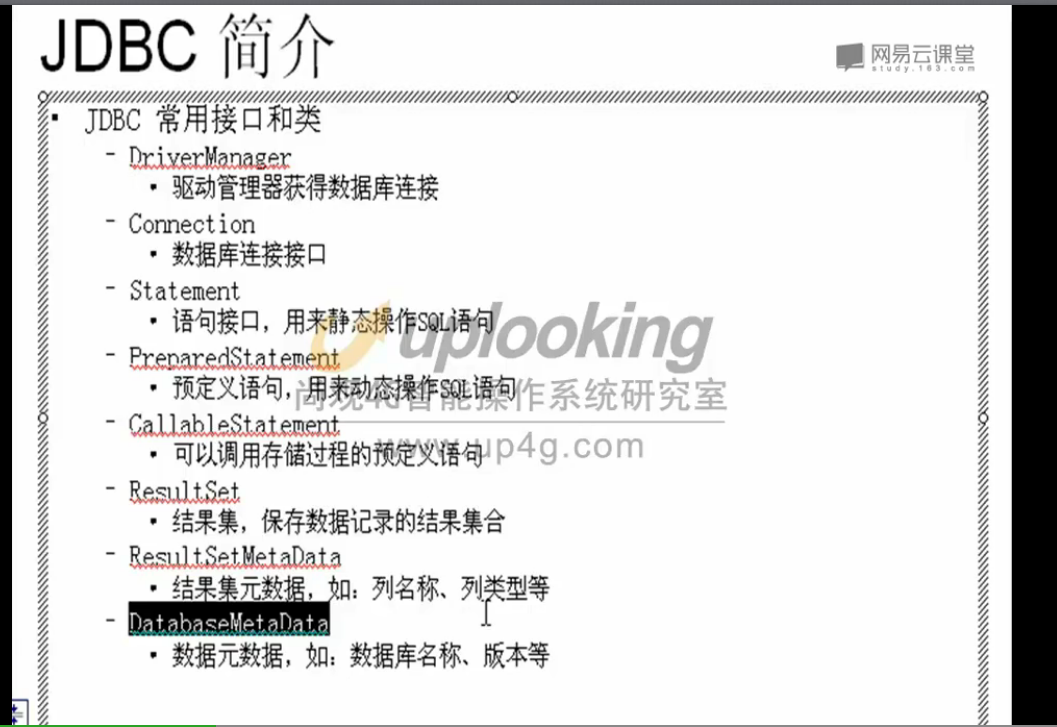 JDBC 简介
网易云课堂
study.163.com
▪ JDBC 常用接口和类
– DriverManager
▪ 驱动管理器获得数据库连接
– Connection
▪ 数据库连接接口
– Statement
▪ 语句接口，用来静态操作SQL语句
uplooking
– PreparedStatement
▪ 预定义语句，用来动态操作SQL语句
尚观4G智能操作系统研究室
– CallableStatement
▪ 可以调用存储过程的预定义语句
www.up4g.com
– ResultSet
▪ 结果集，保存数据记录的结果集合
– ResultSetMetaData
▪ 结果集元数据，如：列名称、列类型等
– DatabaseMetaData
▪ 数据元数据，如：数据库名称、版本等